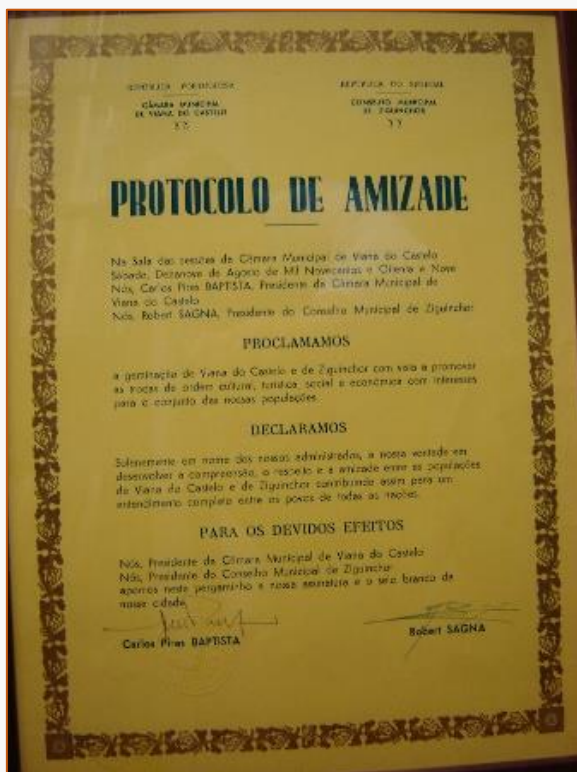 REPÚBLICA PORTUGUESA
CÂMARA MUNICIPAL
DE VIANA DO CASTELO
REPÚBLICA DO SENEGAL
CONSELHO MUNICIPAL
DE ZIGUINCHOR
PROTOCOLO DE AMIZADE
Na Sala das sessões da Câmara Municipal de Viana do Castelo
Sábado, Dezanove de Agosto de Mil Novecentos e Oitenta e Nove
Nós, Carlos Pires BAPTISTA, Presidente da Câmara Municipal de
Viana do Castelo
Nós, Robert SAGNA, Presidente do Conselho Municipal de Ziguinchor
PROCLAMAMOS
a geminação de Viana do Castelo e de Ziguinchor com vista a promover
as trocas de ordem cultural, turística, social e económica com interesses
para o conjunto das nossas populações.
DECLARAMOS
Solenemente em nome dos nossos administrados, a nossa vontade em
desenvolver a compreensão, o respeito e a amizade entre as populações
de Viana do Castelo e de Ziguinchor contribuindo assim para um
entendimento completo entre os povos de todas as nações.
PARA OS DEVIDOS EFEITOS
Nós, Presidente da Câmara Municipal de Viana do Castelo
Nós, Presidente do Conselho Municipal de Ziguinchor
apomos neste pergaminho a nossa assinatura e o selo branco da
nossa cidade
Carlos Pires BAPTISTA
Robert SAGNA